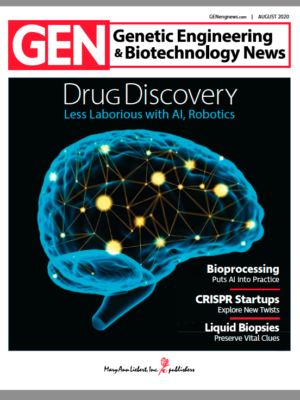 GENengnews.com | AUGUST 2020
GEN
Genetic Engineering
& Biotechnology News
Drug Discovery
Less Laborious with AI, Robotics
Bioprocessing
Puts AI into Practice
CRISPR Startups
Explore New Twists
Liquid Biopsies
Preserve Vital Clues
Mary Ann Liebert, Inc. publishers